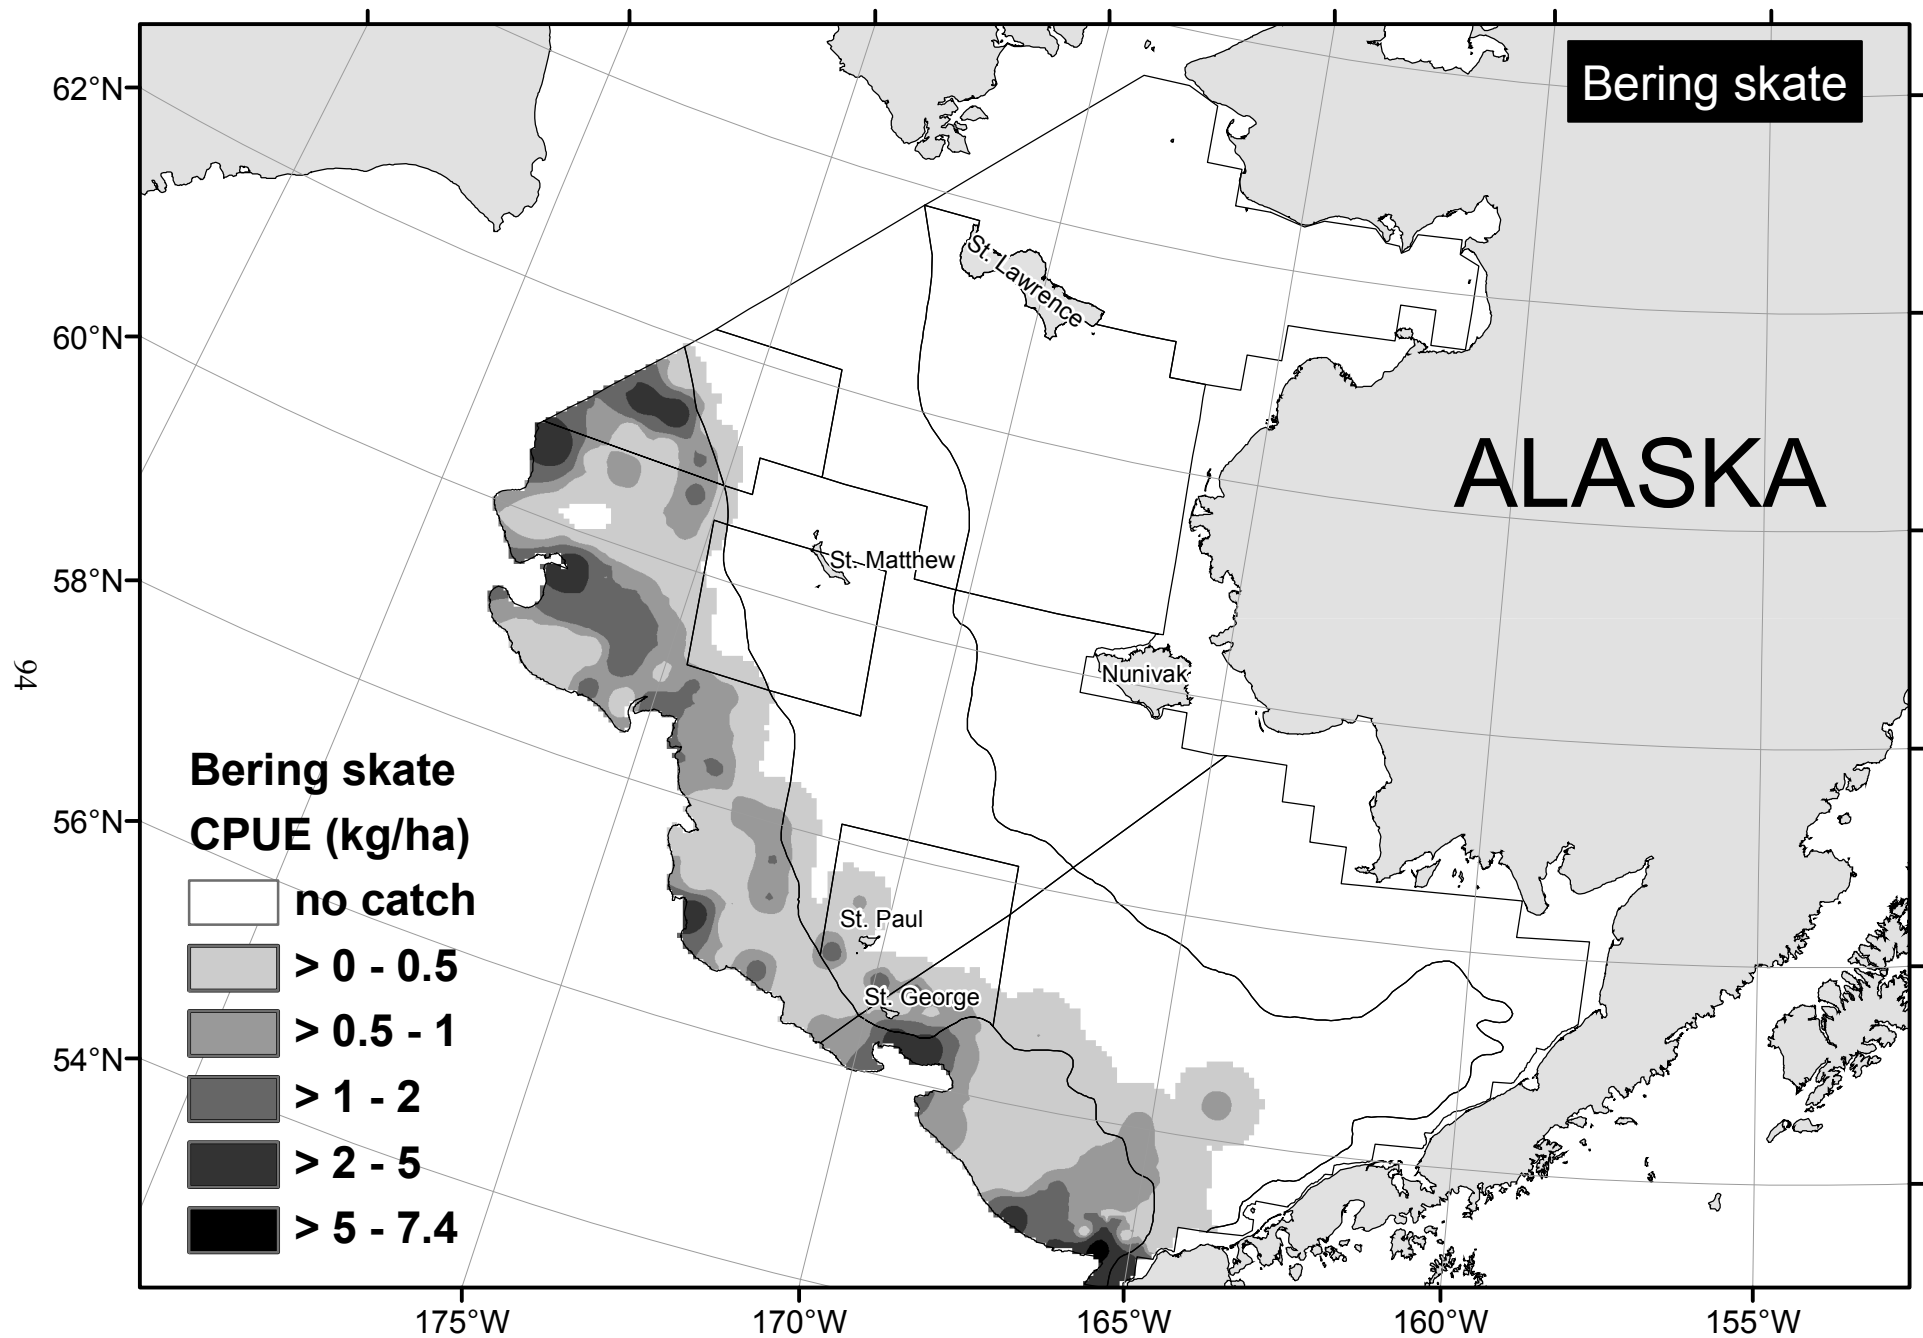 Bering skate
62°N
60°N
58°N
56°N
54°N
94
St. Lawrence
ALASKA
St. Matthew
Nunivak
St. Paul
St. George
Bering skate
CPUE (kg/ha)
no catch
> 0 - 0.5
> 0.5 - 1
> 1 - 2
> 2 - 5
> 5 - 7.4
175°W
170°W
165°W
160°W
155°W